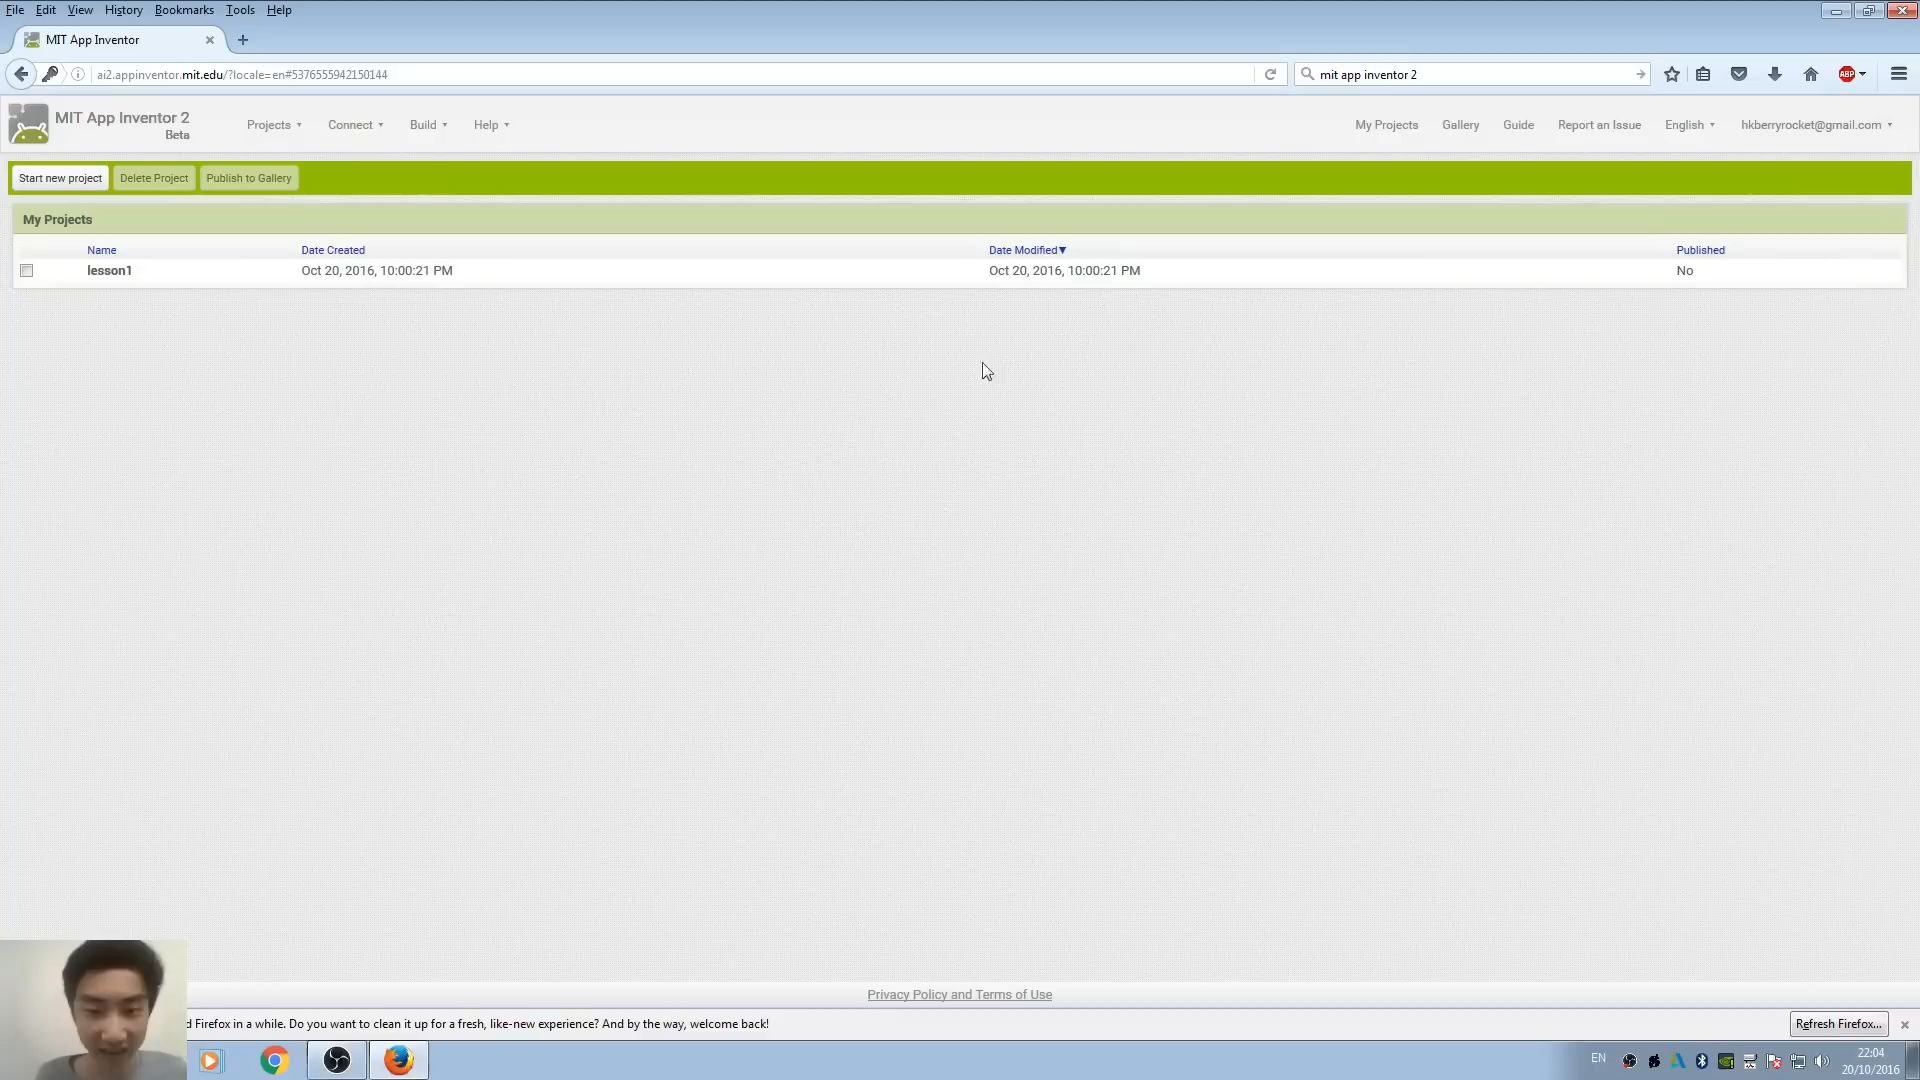 File Edit View History Bookmarks Tools Help
MIT App Inventor
ai2.appinventor.mit.edu/?locale=en#5376555942150144
mit app inventor 2
ABP
MIT App Inventor 2
Beta
Projects Connect Build Help
My Projects Gallery Guide Report an Issue English hkberryrocket@gmail.com
Start new project Delete Project Publish to Gallery
My Projects
Name Date Created Date Modified▼ Published
lesson1 Oct 20, 2016, 10:00:21 PM Oct 20, 2016, 10:00:21 PM No
Privacy Policy and Terms of Use
d Firefox in a while. Do you want to clean it up for a fresh, like-new experience? And by the way, welcome back!
Refresh Firefox...
EN
22:04
20/10/2016